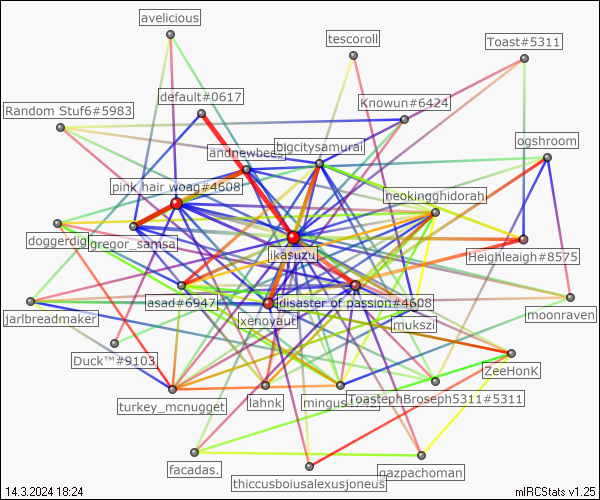 avelicious
tescoroll
Toast#5311
default#0617
Knowun#6424
Random Stuf6#5983
ogshroom
andnewbees
bigcitysamurai
pink hair woag#4608
neokingghidorah
doggerdig
gregor_samsa
ikasuzu
Heighleaigh#8575
asad#6947
disaster of passion#4608
moonraven
jarlbreadmaker
xenoyaut
mukszi
Duck™#9103
ZeeHonK
turkey_mcnugget
lahnk
mingus4742
ToastephBroseph5311#5311
facadas.
thiccusboiusalexusjoneus
gazpachoman
14.3.2024 18:24
mIRCStats v1.25